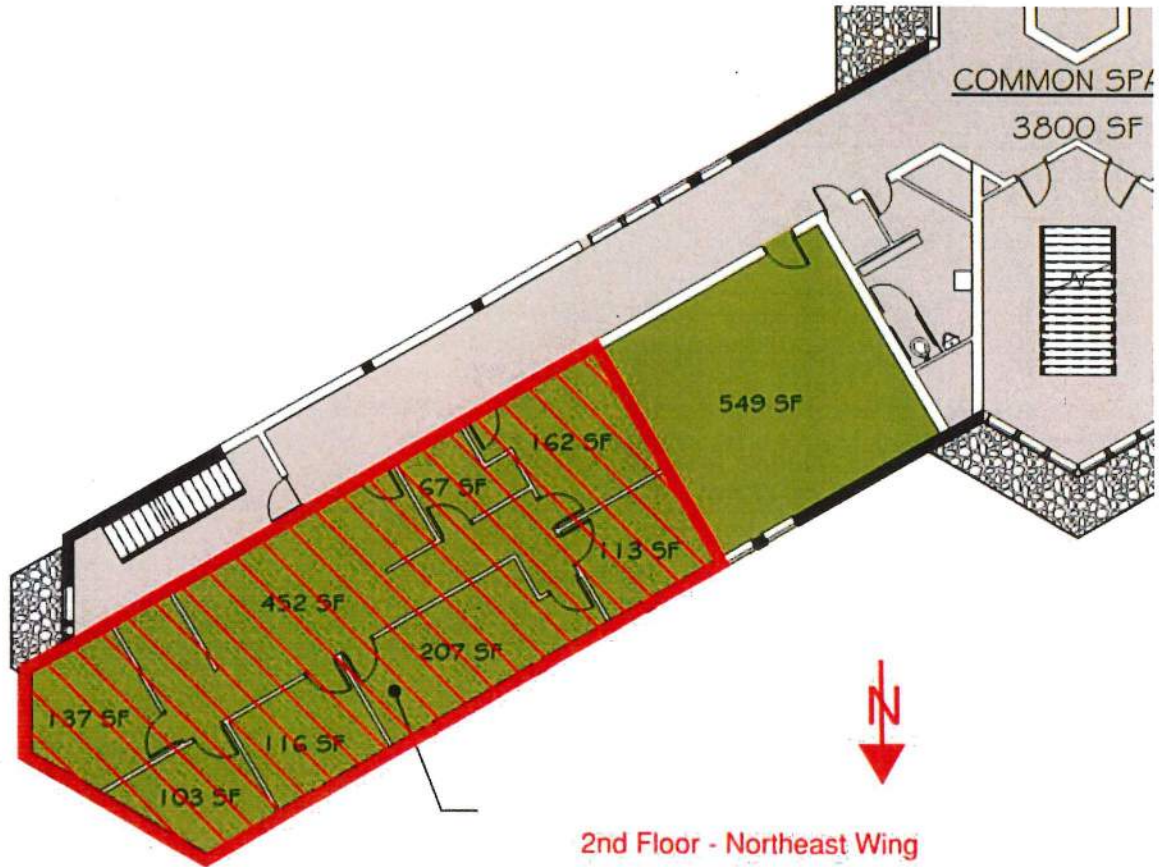 COMMON SPA
3800 SF
549 SF
162 SF
67 SF
113 SF
452 SF
207 SF
137 SF
116 SF
103 SF
N
2nd Floor - Northeast Wing